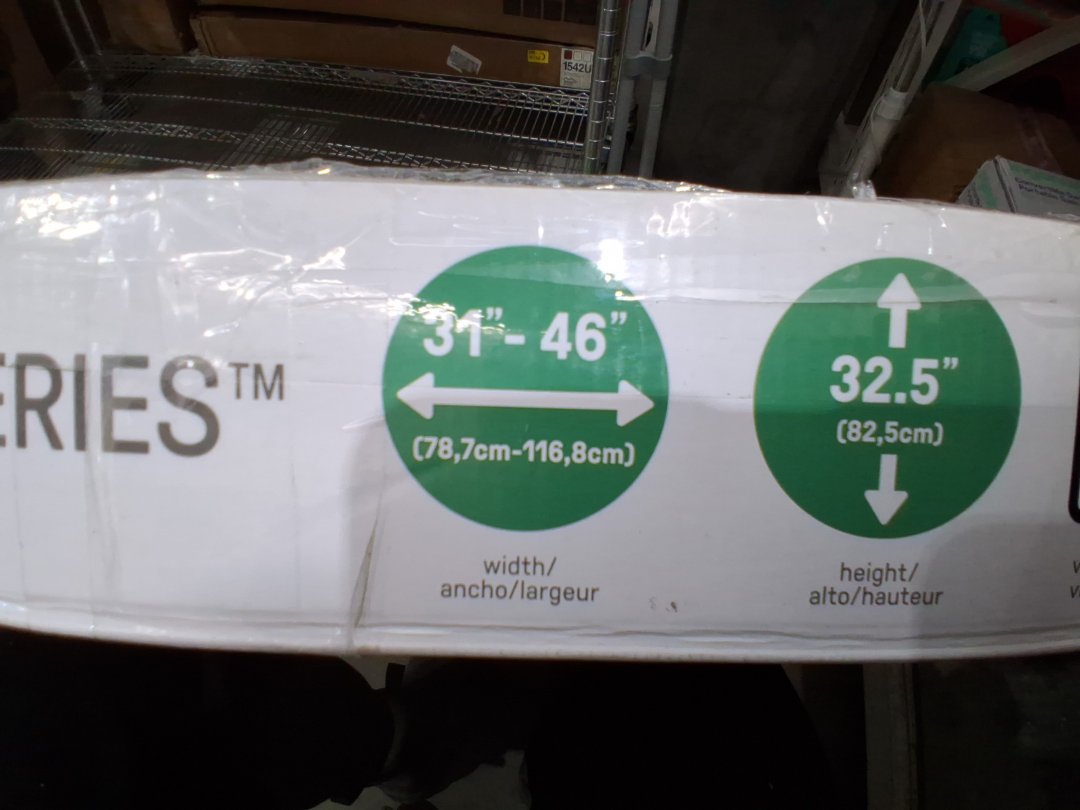 1542U
ERIES™
31”- 46”
(78,7cm-116,8cm)
width/
ancho/largeur
32.5”
(82,5cm)
height/
alto/hauteur